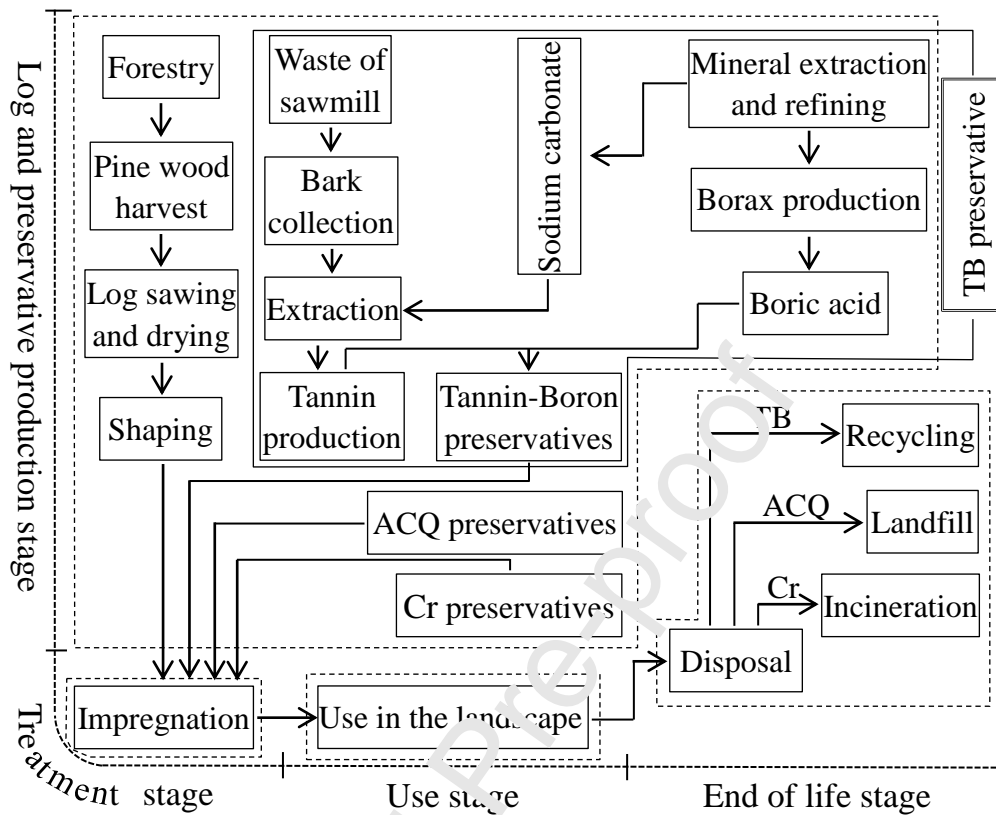 Log and preservative production stage
Forestry
Pine wood
harvest
Log sawing
and drying
Shaping
Waste of
sawmill
Bark
collection
Extraction
Tannin
production
Sodium carbonate
Mineral extraction
and refining
Borax production
Boric acid
Tannin-Boron
preservatives
TB preservative
ACQ preservatives
Cr preservatives
TB
Recycling
ACQ
Landfill
Cr
Incineration
Disposal
Impregnation
Use in the landscape
Treatment stage
Use stage
End of life stage
Pre-proof